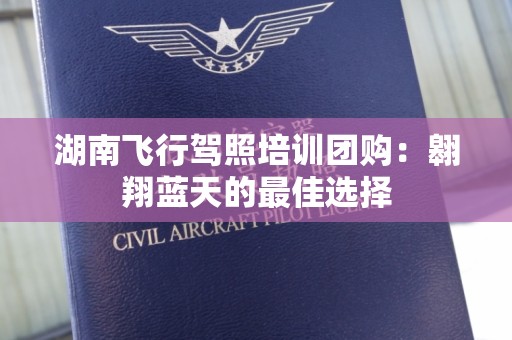 湖南飞行驾照培训团购：翱
翔蓝天的最佳选择
CIVIL AIRCRAFT PILOT LICENSE